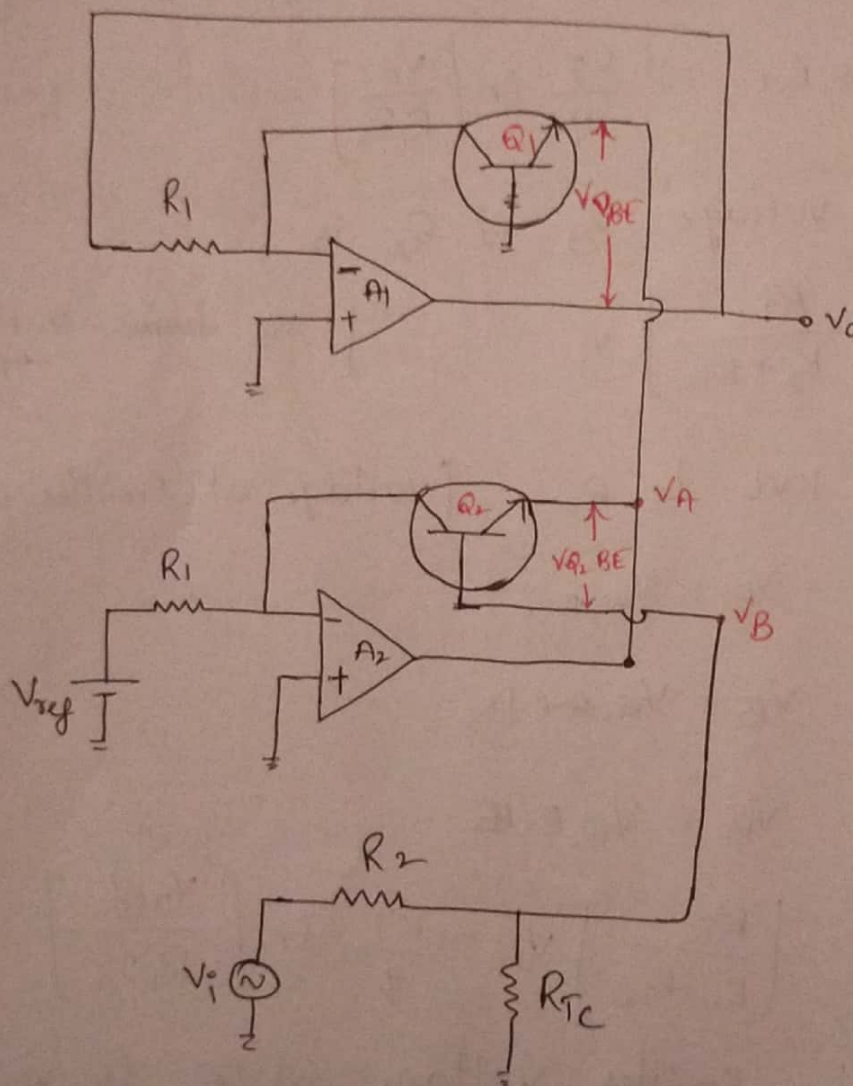 Q1
R1
VQ1BE
-
A1
+
Vo
Q2
VA
R1
VQ2 BE
-
A2
+
VB
Vref
R2
Vi
~
RTC